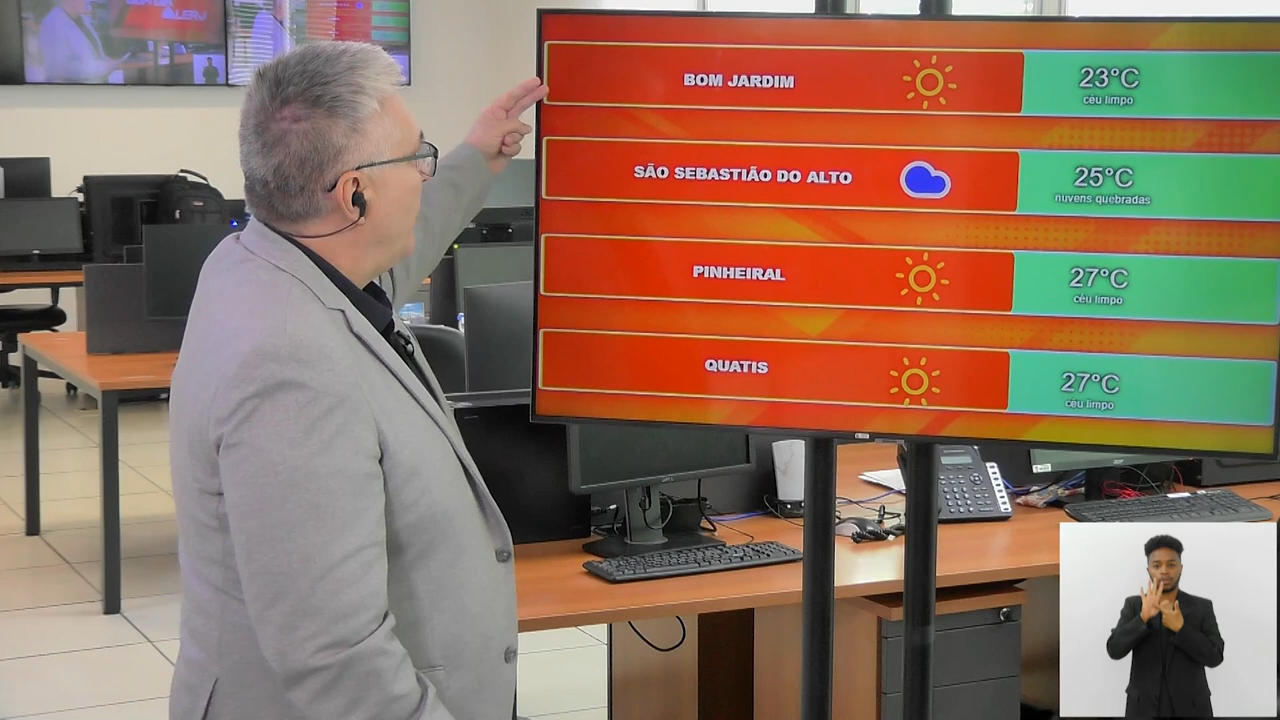 ALERJ
BOM JARDIM
23°C
céu limpo
SÃO SEBASTIÃO DO ALTO
25°C
nuvens quebradas
PINHEIRAL
27°C
céu limpo
QUATIS
27°C
céu limpo